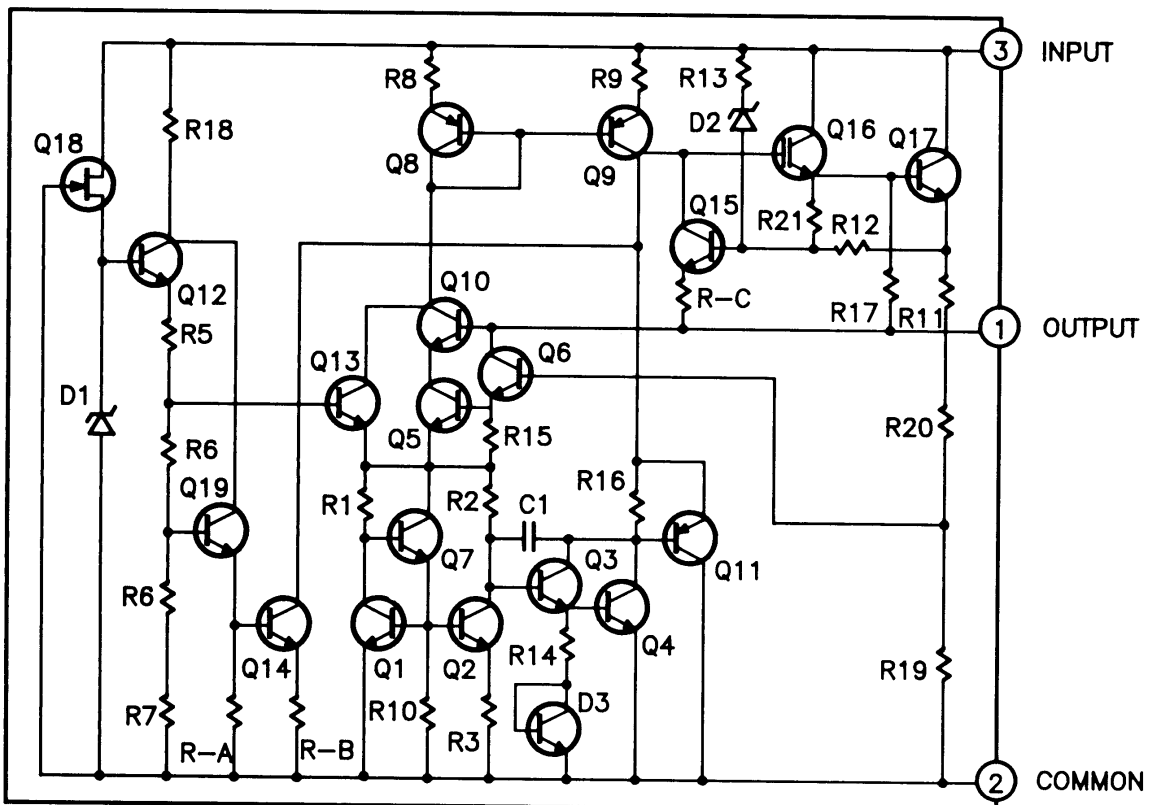 3 INPUT
R8
R9
R13
R18
D2
Q16
Q17
Q18
Q8
Q9
Q15
R21
R12
Q12
Q10
R-C
R17
R11
1 OUTPUT
R5
Q13
Q6
D1
Q5
R15
R20
R6
Q19
R1
R2
C1
R16
Q7
Q3
Q11
R6
Q14
Q1
Q2
R14
Q4
R19
R7
R10
D3
R3
R-A
R-B
2 COMMON